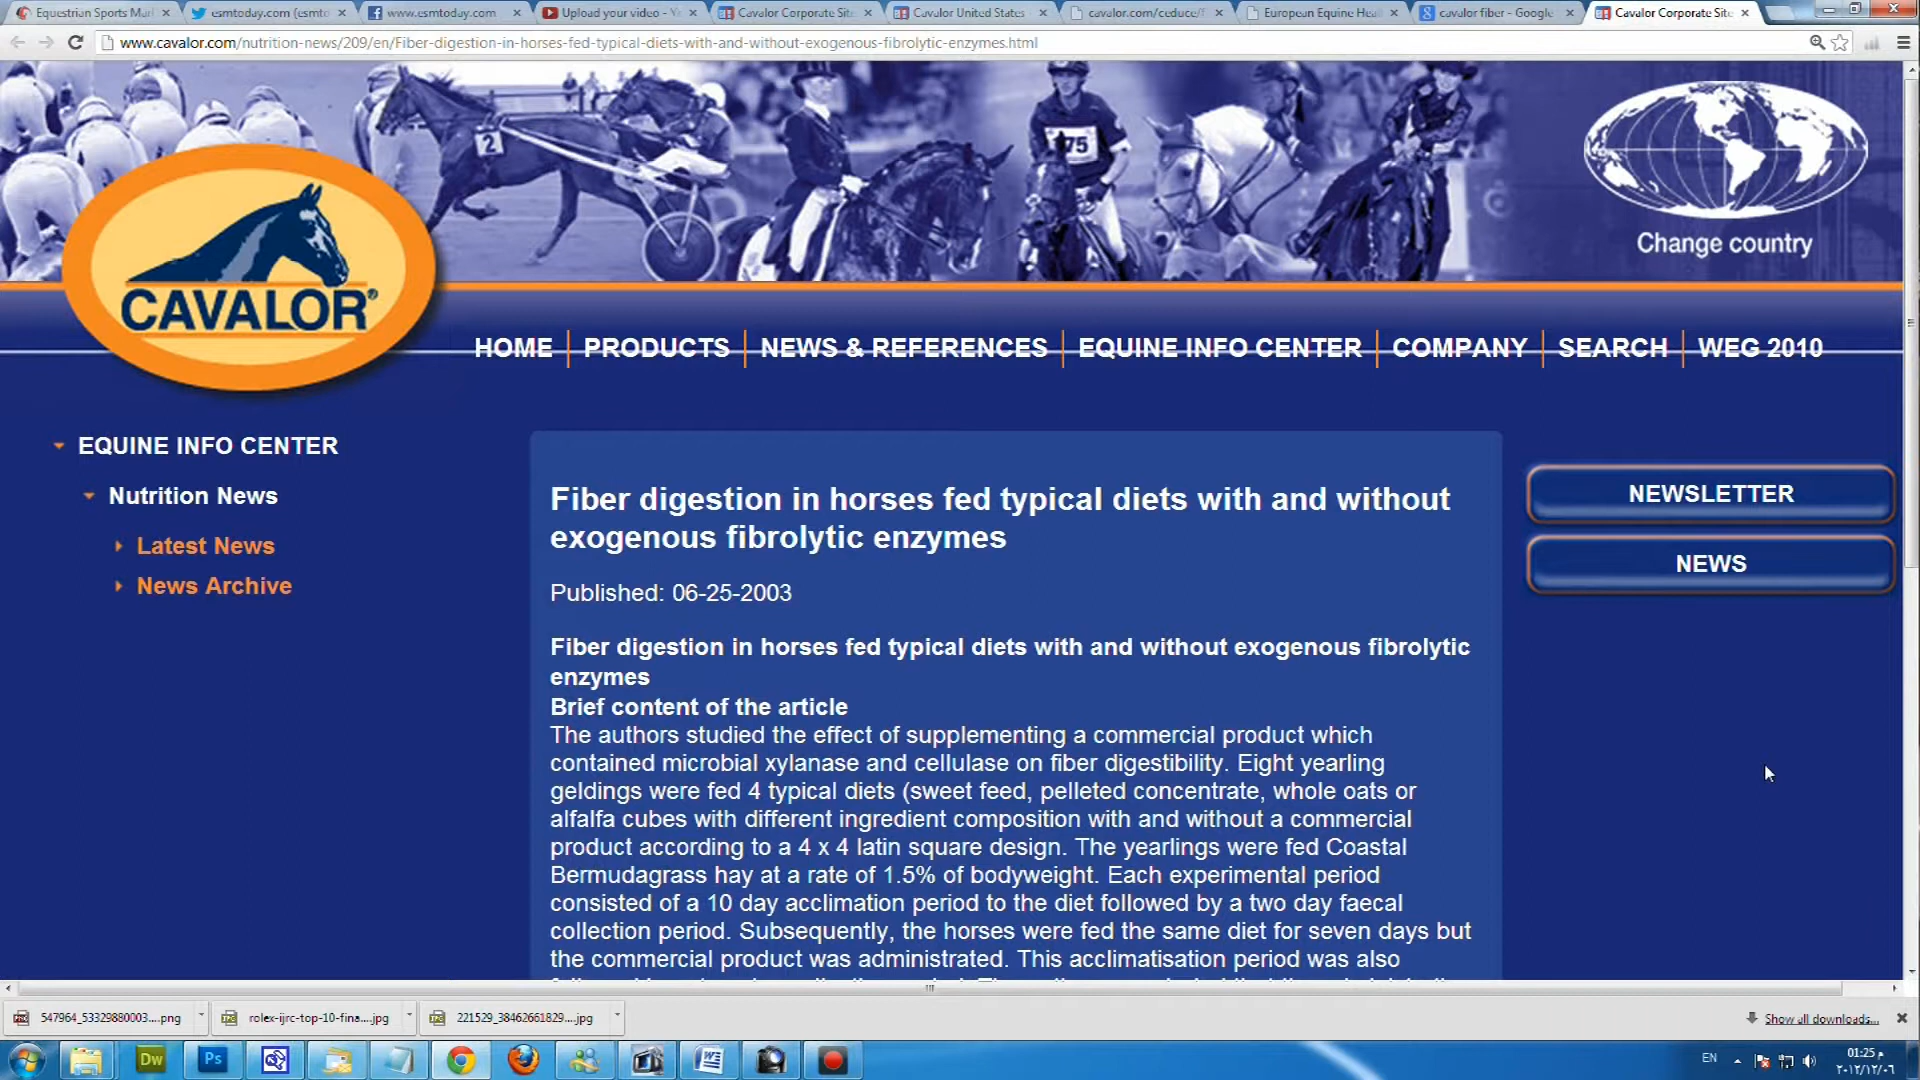 Equestrian Sports Mar
esmtoday.com (esmto
www.esmtoday.com
Upload your video - Y
Cavalor Corporate Site
Cavalor United States
cavalor.com/ceduce/f
European Equine Heal
cavalor fiber - Google
Cavalor Corporate Site
www.cavalor.com/nutrition-news/209/en/Fiber-digestion-in-horses-fed-typical-diets-with-and-without-exogenous-fibrolytic-enzymes.html
2
75
CAVALOR®
Change country
HOME
PRODUCTS
NEWS & REFERENCES
EQUINE INFO CENTER
COMPANY
SEARCH
WEG 2010
EQUINE INFO CENTER
Nutrition News
Latest News
News Archive
Fiber digestion in horses fed typical diets with and without
exogenous fibrolytic enzymes
Published: 06-25-2003
Fiber digestion in horses fed typical diets with and without exogenous fibrolytic
enzymes
Brief content of the article
The authors studied the effect of supplementing a commercial product which
contained microbial xylanase and cellulase on fiber digestibility. Eight yearling
geldings were fed 4 typical diets (sweet feed, pelleted concentrate, whole oats or
alfalfa cubes with different ingredient composition with and without a commercial
product according to a 4 x 4 latin square design. The yearlings were fed Coastal
Bermudagrass hay at a rate of 1.5% of bodyweight. Each experimental period
consisted of a 10 day acclimation period to the diet followed by a two day faecal
collection period. Subsequently, the horses were fed the same diet for seven days but
the commercial product was administrated. This acclimatisation period was also
NEWSLETTER
NEWS
547964_53329880003....png
rolex-ijrc-top-10-fina....jpg
221529_38462661829....jpg
Show all downloads...
Dw
Ps
EN
01:25 م
٢٠١٢/١٢/٠٦